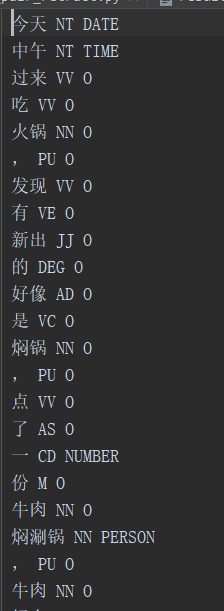 今天 NT DATE
中午 NT TIME
过来 VV O
吃 VV O
火锅 NN O
， PU O
发现 VV O
有 VE O
新出 JJ O
的 DEG O
好像 AD O
是 VC O
焖锅 NN O
， PU O
点 VV O
了 AS O
一 CD NUMBER
份 M O
牛肉 NN O
焖涮锅 NN PERSON
， PU O
牛肉 NN O